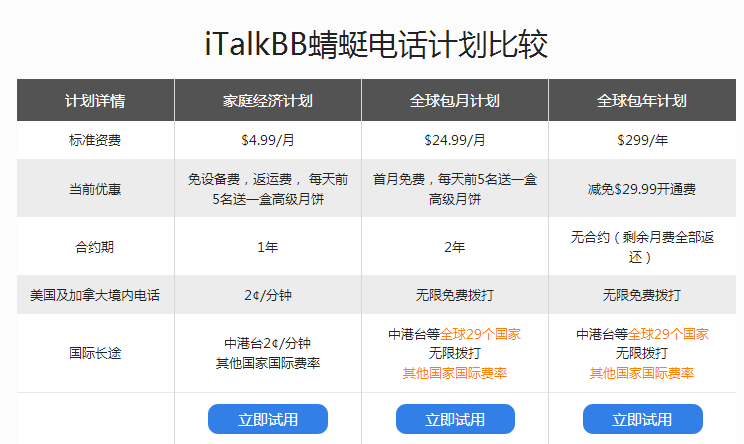 iTalkBB蜻蜓电话计划比较
计划详情 家庭经济计划 全球包月计划 全球包年计划
标准资费 $4.99/月 $24.99/月 $299/年
当前优惠
免设备费，返运费， 每天前
5名送一盒高级月饼
首月免费，每天前5名送一盒
高级月饼
减免$29.99开通费
合约期 1年 2年
无合约（剩余月费全部返
还）
美国及加拿大境内电话 2¢/分钟 无限免费拨打 无限免费拨打
国际长途
中港台2¢/分钟
其他国家国际费率
中港台等全球29个国家
无限拨打
其他国家国际费率
中港台等全球29个国家
无限拨打
其他国家国际费率
立即试用 立即试用 立即试用